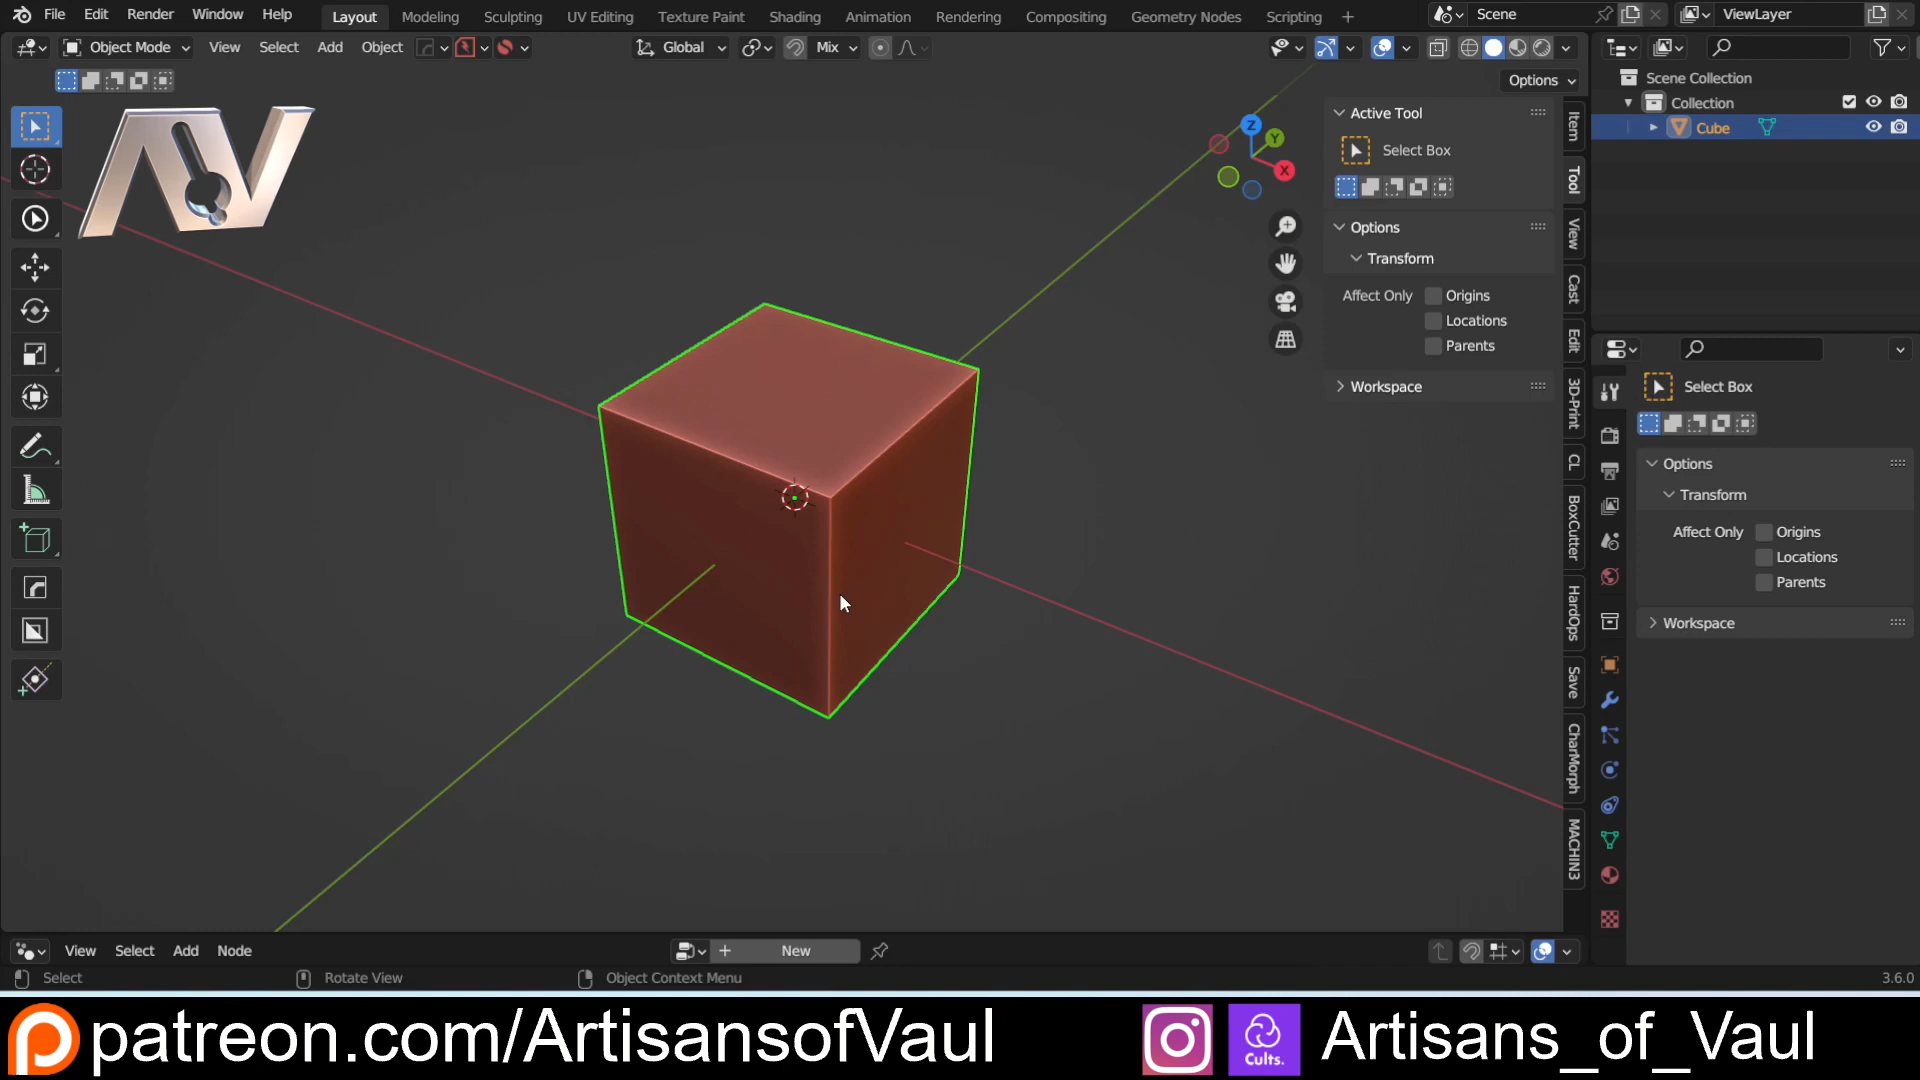 File Edit Render Window Help Layout Modeling Sculpting UV Editing Texture Paint Shading Animation Rendering Compositing Geometry Nodes Scripting + Scene ViewLayer
Object Mode View Select Add Object Global Mix
Options
Scene Collection
Collection
Cube
AV
Active Tool
Select Box
Options
Transform
Affect Only Origins
Locations
Parents
Workspace
Z
Y
X
Item
Tool
View
Cast
Edit
3D-Print
CL
BoxCutter
HardOps
Save
CharMorph
MACHIN3
Select Box
Options
Transform
Affect Only Origins
Locations
Parents
Workspace
View Select Add Node + New
Select Rotate View Object Context Menu 3.6.0
patreon.com/ArtisansofVaul Cults. Artisans_of_Vaul